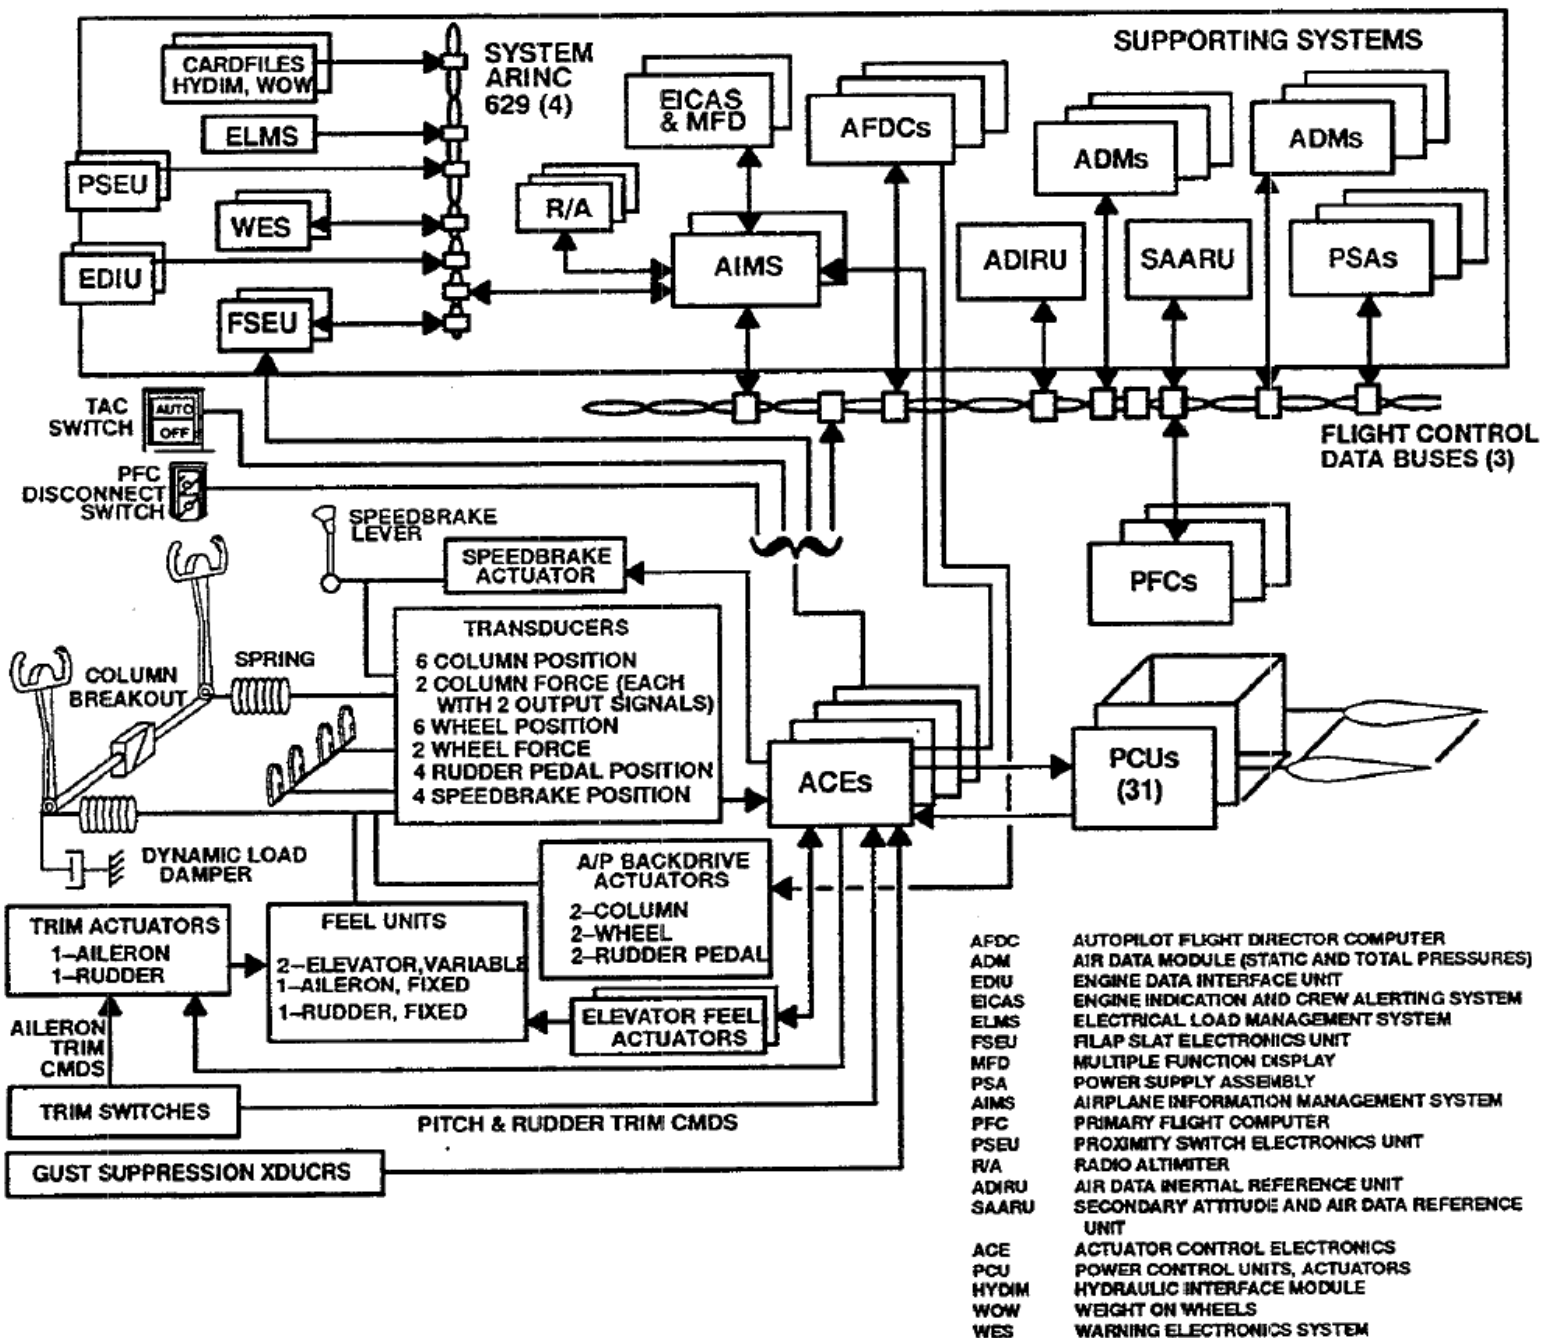 SUPPORTING SYSTEMS
CARDFILES
HYDIM, WOW
SYSTEM
ARINC
629 (4)
EICAS
& MFD
AFDCs
ADMs
ADMs
ELMS
PSEU
WES
R/A
AIMS
ADIRU
SAARU
PSAs
EDIU
FSEU
TAC
SWITCH
AUTO
OFF
FLIGHT CONTROL
DATA BUSES (3)
PFC
DISCONNECT
SWITCH
SPEEDBRAKE
LEVER
SPEEDBRAKE
ACTUATOR
PFCs
TRANSDUCERS
6 COLUMN POSITION
2 COLUMN FORCE (EACH
WITH 2 OUTPUT SIGNALS)
6 WHEEL POSITION
2 WHEEL FORCE
4 RUDDER PEDAL POSITION
4 SPEEDBRAKE POSITION
COLUMN
BREAKOUT
SPRING
ACEs
PCUs
(31)
DYNAMIC LOAD
DAMPER
A/P BACKDRIVE
ACTUATORS
2–COLUMN
2–WHEEL
2–RUDDER PEDAL
TRIM ACTUATORS
1–AILERON
1–RUDDER
FEEL UNITS
2–ELEVATOR,VARIABLE
1–AILERON, FIXED
1–RUDDER, FIXED
ELEVATOR FEEL
ACTUATORS
AILERON
TRIM
CMDS
TRIM SWITCHES
PITCH & RUDDER TRIM CMDS
GUST SUPPRESSION XDUCRS
AFDC AUTOPILOT FLIGHT DIRECTOR COMPUTER
ADM AIR DATA MODULE (STATIC AND TOTAL PRESSURES)
EDIU ENGINE DATA INTERFACE UNIT
EICAS ENGINE INDICATION AND CREW ALERTING SYSTEM
ELMS ELECTRICAL LOAD MANAGEMENT SYSTEM
FSEU FILAP SLAT ELECTRONICS UNIT
MFD MULTIPLE FUNCTION DISPLAY
PSA POWER SUPPLY ASSEMBLY
AIMS AIRPLANE INFORMATION MANAGEMENT SYSTEM
PFC PRIMARY FLIGHT COMPUTER
PSEU PROXIMITY SWITCH ELECTRONICS UNIT
R/A RADIO ALTIMITER
ADIRU AIR DATA INERTIAL REFERENCE UNIT
SAARU SECONDARY ATTITUDE AND AIR DATA REFERENCE
UNIT
ACE ACTUATOR CONTROL ELECTRONICS
PCU POWER CONTROL UNITS, ACTUATORS
HYDIM HYDRAULIC INTERFACE MODULE
WOW WEIGHT ON WHEELS
WES WARNING ELECTRONICS SYSTEM